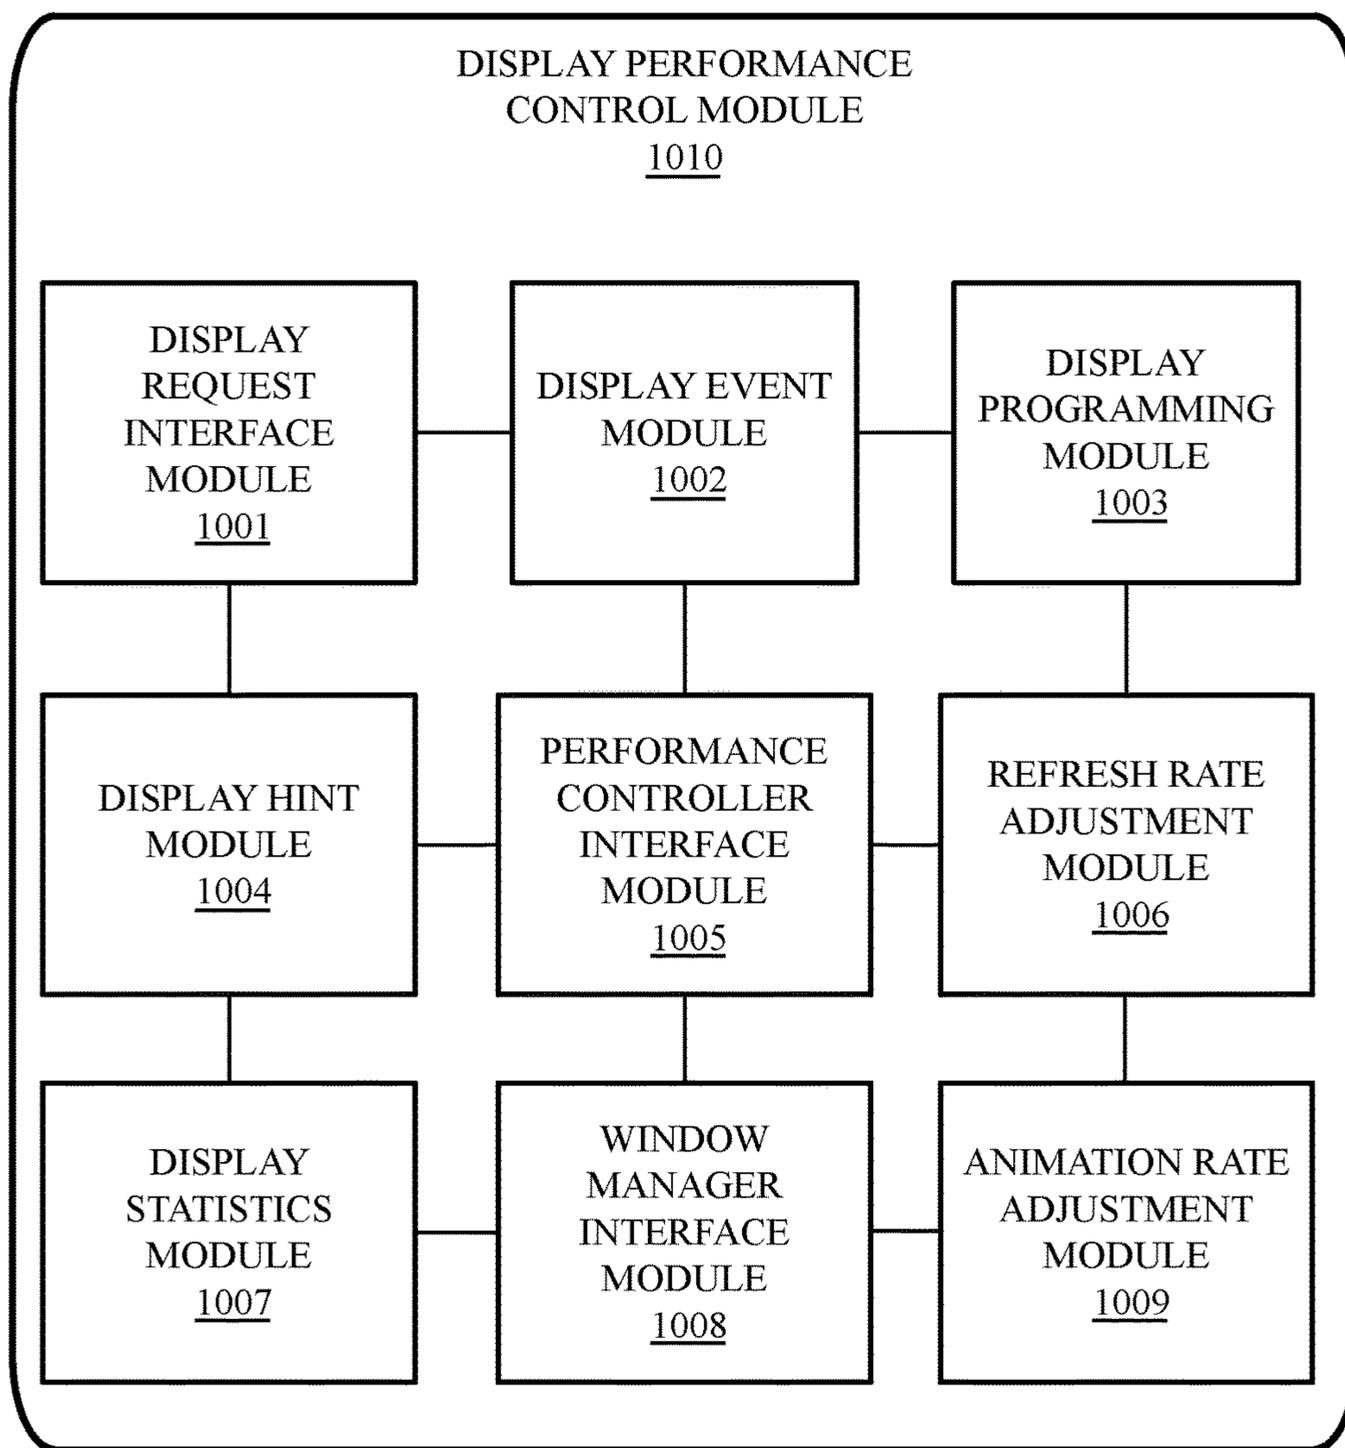 DISPLAY PERFORMANCE
CONTROL MODULE
1010
DISPLAY
REQUEST
INTERFACE
MODULE
1001
DISPLAY EVENT
MODULE
1002
DISPLAY
PROGRAMMING
MODULE
1003
DISPLAY HINT
MODULE
1004
PERFORMANCE
CONTROLLER
INTERFACE
MODULE
1005
REFRESH RATE
ADJUSTMENT
MODULE
1006
DISPLAY
STATISTICS
MODULE
1007
WINDOW
MANAGER
INTERFACE
MODULE
1008
ANIMATION RATE
ADJUSTMENT
MODULE
1009